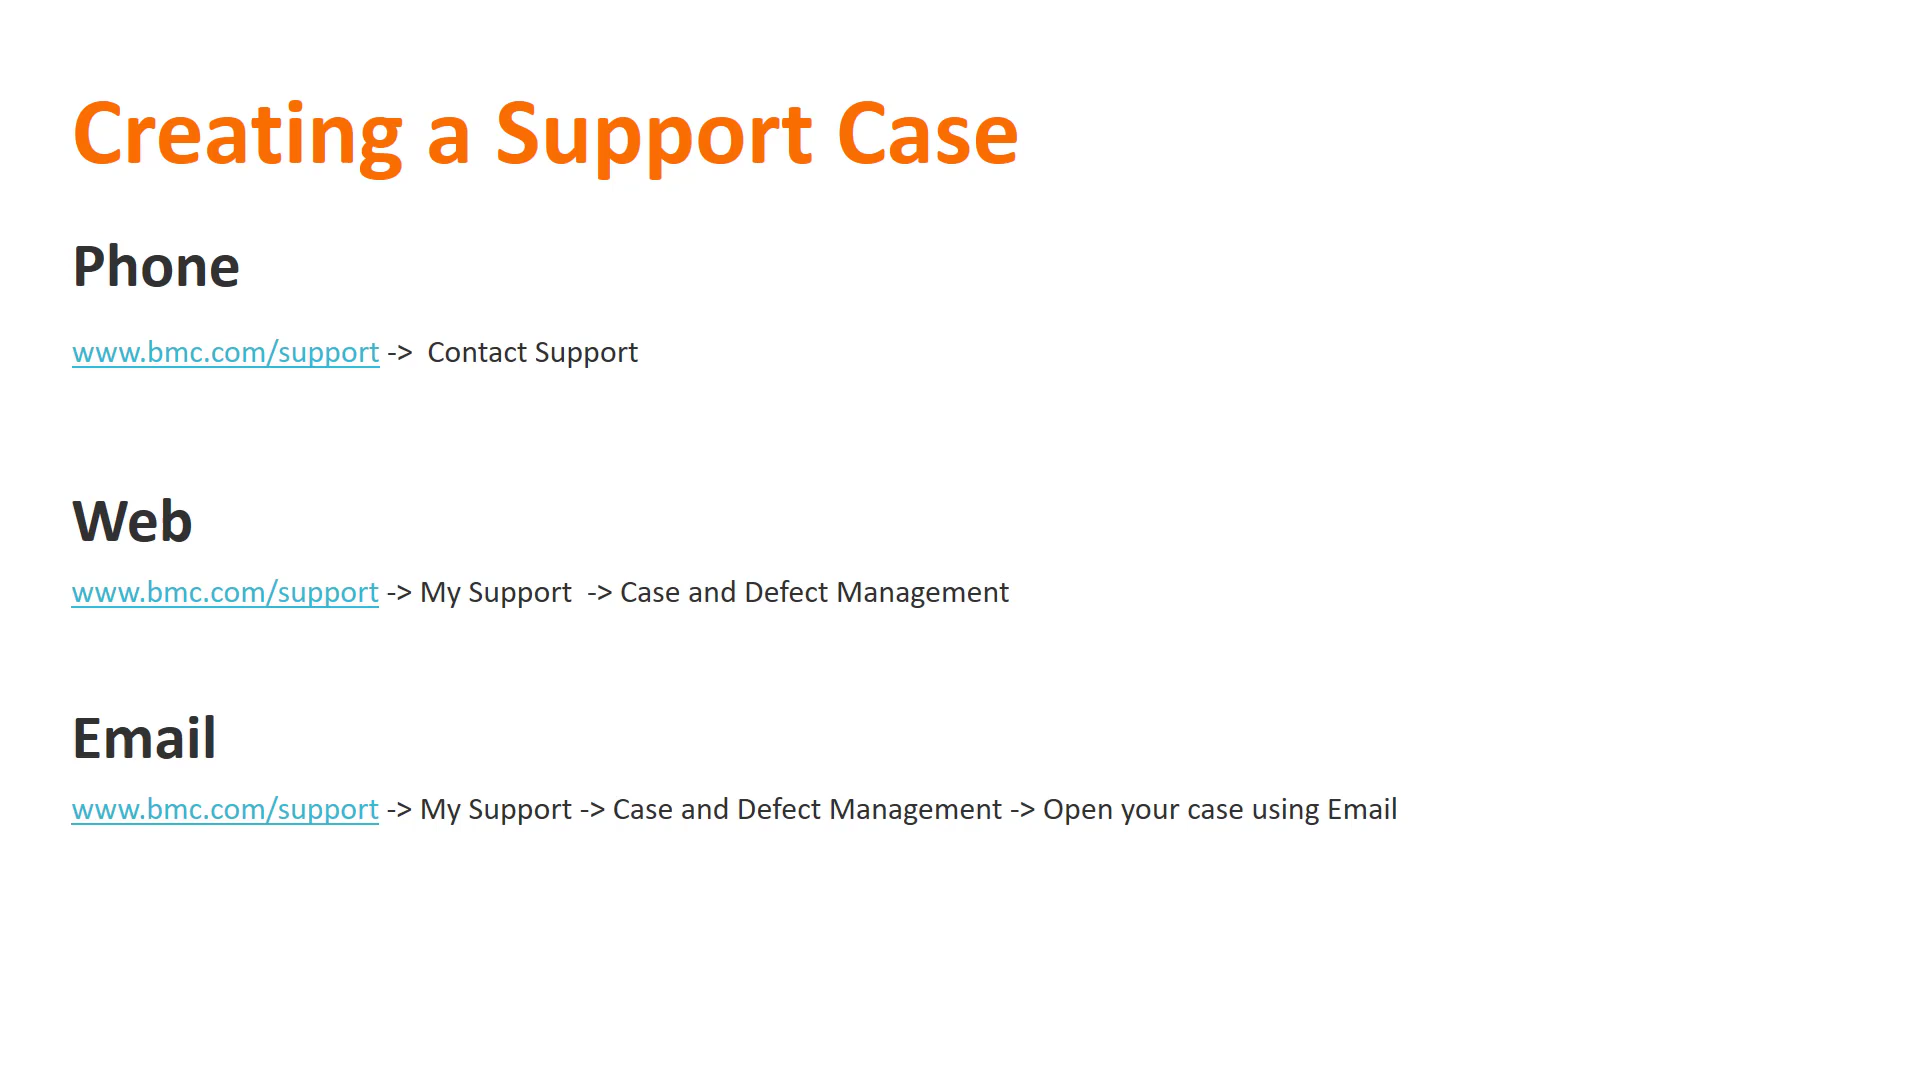 Creating a Support Case
Phone
www.bmc.com/support ->  Contact Support
Web
www.bmc.com/support -> My Support  -> Case and Defect Management
Email
www.bmc.com/support -> My Support -> Case and Defect Management -> Open your case using Email